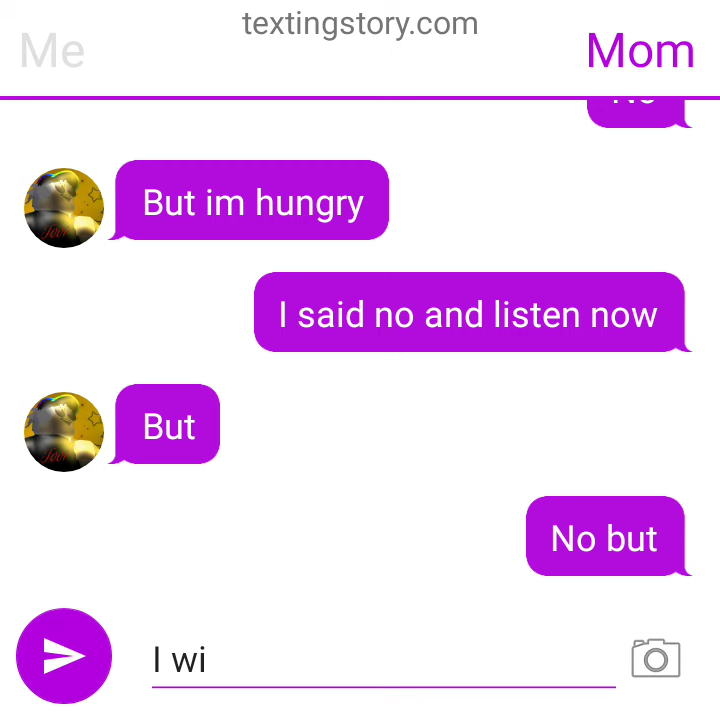 textingstory.com
Me
Mom
But im hungry
I said no and listen now
But
No but
I wi